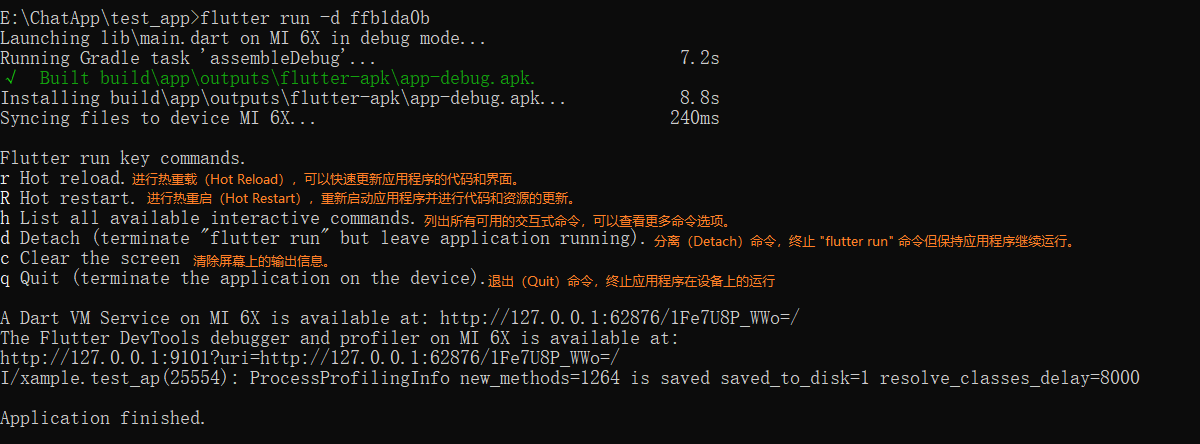 E:\ChatApp\test_app>flutter run -d ffb1da0b
Launching lib\main.dart on MI 6X in debug mode...
Running Gradle task 'assembleDebug'... 7.2s
√ Built build\app\outputs\flutter-apk\app-debug.apk.
Installing build\app\outputs\flutter-apk\app-debug.apk... 8.8s
Syncing files to device MI 6X... 240ms
Flutter run key commands.
r Hot reload. 进行热重载（Hot Reload），可以快速更新应用程序的代码和界面。
R Hot restart. 进行热重启（Hot Restart），重新启动应用程序并进行代码和资源的更新。
h List all available interactive commands. 列出所有可用的交互式命令，可以查看更多命令选项。
d Detach (terminate "flutter run" but leave application running). 分离（Detach）命令，终止 "flutter run" 命令但保持应用程序继续运行。
c Clear the screen 清除屏幕上的输出信息。
q Quit (terminate the application on the device). 退出（Quit）命令，终止应用程序在设备上的运行
A Dart VM Service on MI 6X is available at: http://127.0.0.1:62876/1Fe7U8P_WWo=/
The Flutter DevTools debugger and profiler on MI 6X is available at:
http://127.0.0.1:9101?uri=http://127.0.0.1:62876/1Fe7U8P_WWo=/
I/xample.test_ap(25554): ProcessProfilingInfo new_methods=1264 is saved saved_to_disk=1 resolve_classes_delay=8000
Application finished.